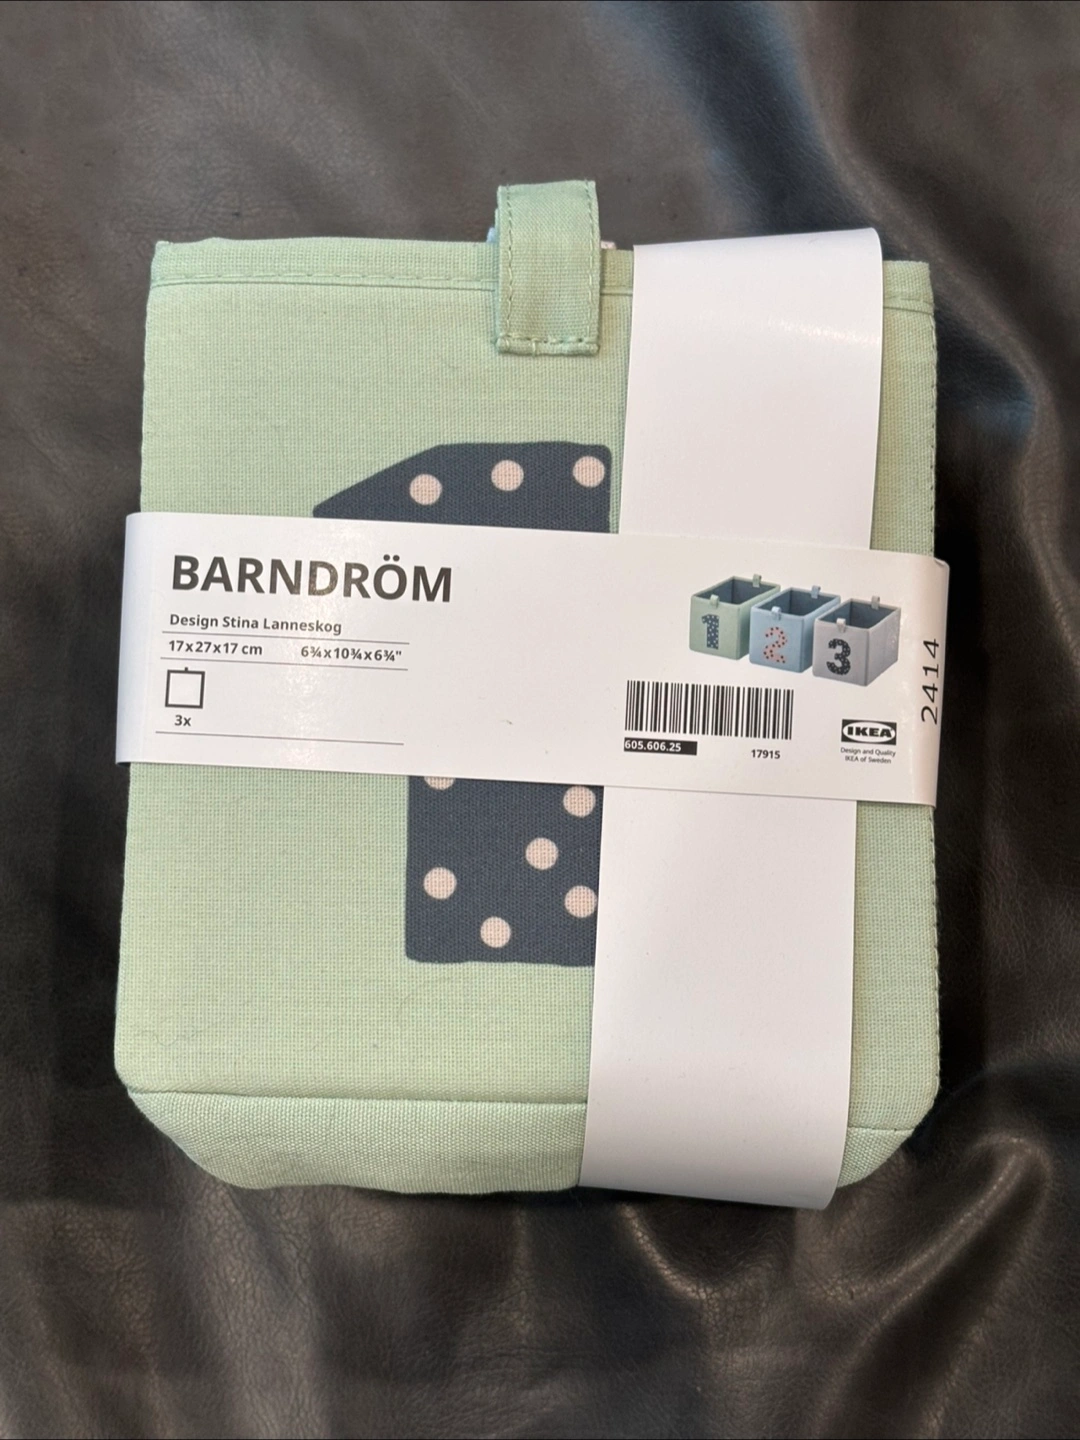 BARNDRÖM
Design Stina Lanneskog
17x27x17 cm 6¾x10¾x6¾"
3x
1 2 3
605.606.25
17915
IKEA
Design and Quality
IKEA of Sweden
2414